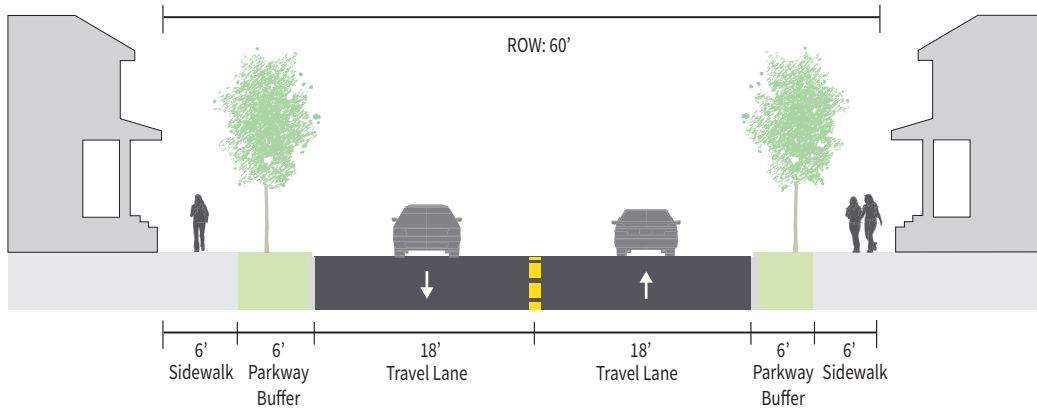 ROW: 60’
6’ 6’ 18’ 18’ 6’ 6’
Sidewalk Parkway Travel Lane Travel Lane Parkway Sidewalk
Buffer Buffer